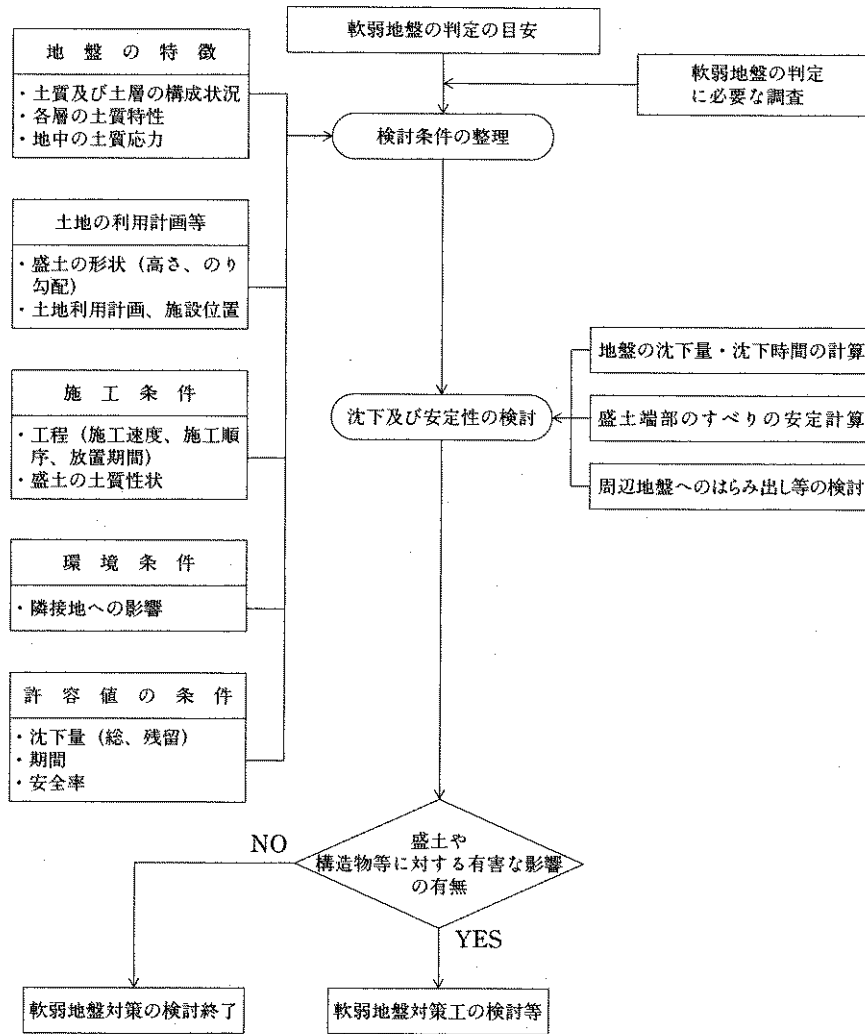 軟弱地盤の判定の目安
軟弱地盤の判定
に必要な調査
検討条件の整理
地盤の特徴
・土質及び土層の構成状況
・各層の土質特性
・地中の土質応力
土地の利用計画等
・盛土の形状（高さ、のり
勾配）
・土地利用計画、施設位置
施工条件
・工程（施工速度、施工順
序、放置期間）
・盛土の土質性状
環境条件
・隣接地への影響
許容値の条件
・沈下量（総、残留）
・期間
・安全率
沈下及び安定性の検討
地盤の沈下量・沈下時間の計算
盛土端部のすべりの安定計算
周辺地盤へのはらみ出し等の検討
盛土や
構造物等に対する有害な影響
の有無
NO
YES
軟弱地盤対策の検討終了
軟弱地盤対策工の検討等